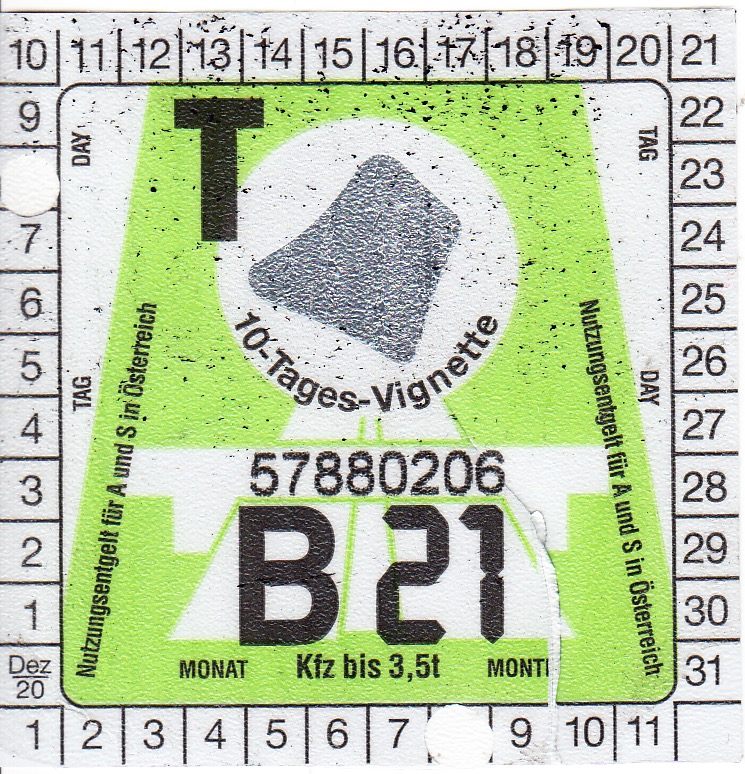 10 11 12 13 14 15 16 17 18 19 20 21
9
7
6
5
4
3
2
1
Dez
20
22
23
24
25
26
27
28
29
30
31
DAY
TAG
TAG
DAY
T
10-Tages-Vignette
Nutzungsentgelt für A und S in Österreich
Nutzungsentgelt für A und S in Österreich
57880206
B 21
MONAT Kfz bis 3,5t MONTH
1 2 3 4 5 6 7 9 10 11